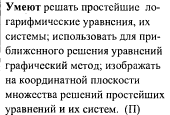 Умеют решать простейшие ло-
гарифмические уравнения, их
системы; использовать для при-
ближенного решения уравнений
графический метод; изображать
на координатной плоскости
множества решений простейших
уравнений и их систем. (П)